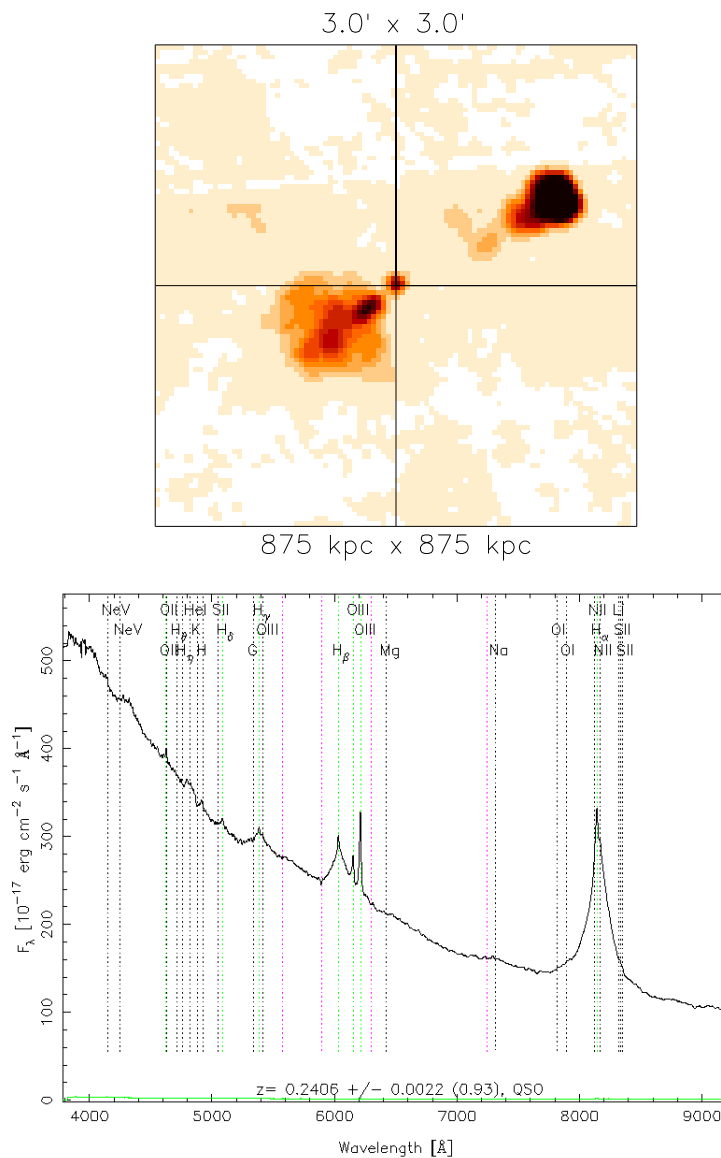 3.0' x 3.0'
875 kpc x 875 kpc
NeV OII HeI SII Hγ OIII NII Li
NeV Hθ K Hδ OIII OIII OI Hα SII
OII Hη H G Hβ Mg Na OI NII SII
500
400
300
200
100
0
F_λ [10⁻¹⁷ erg cm⁻² s⁻¹ Å⁻¹]
z= 0.2406 +/- 0.0022 (0.93), QSO
4000 5000 6000 7000 8000 9000
Wavelength [Å]